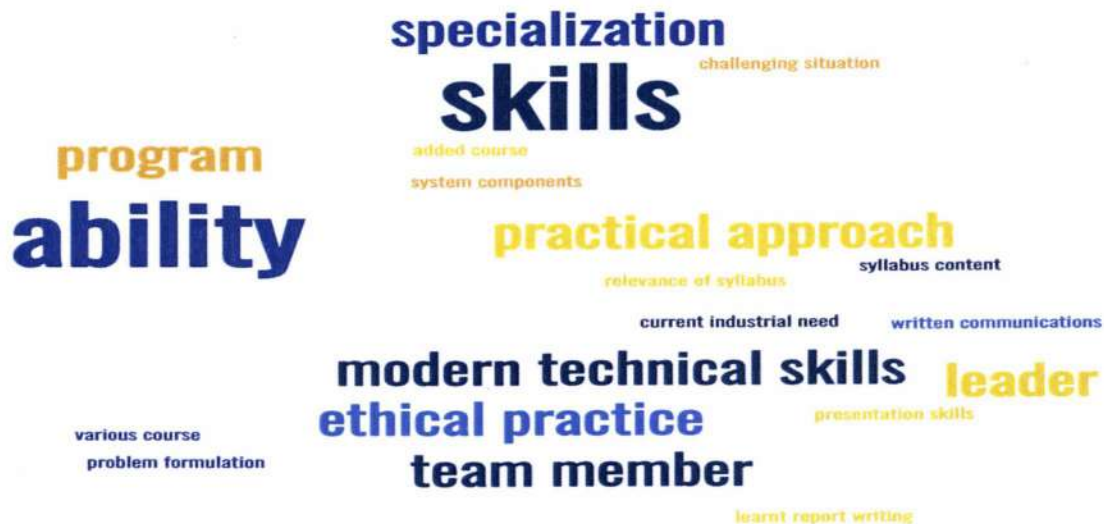 specialization
challenging situation
skills
program
added course
system components
ability
practical approach
syllabus content
relevance of syllabus
current industrial need
written communications
modern technical skills
leader
ethical practice
presentation skills
various course
problem formulation
team member
learnt report writing